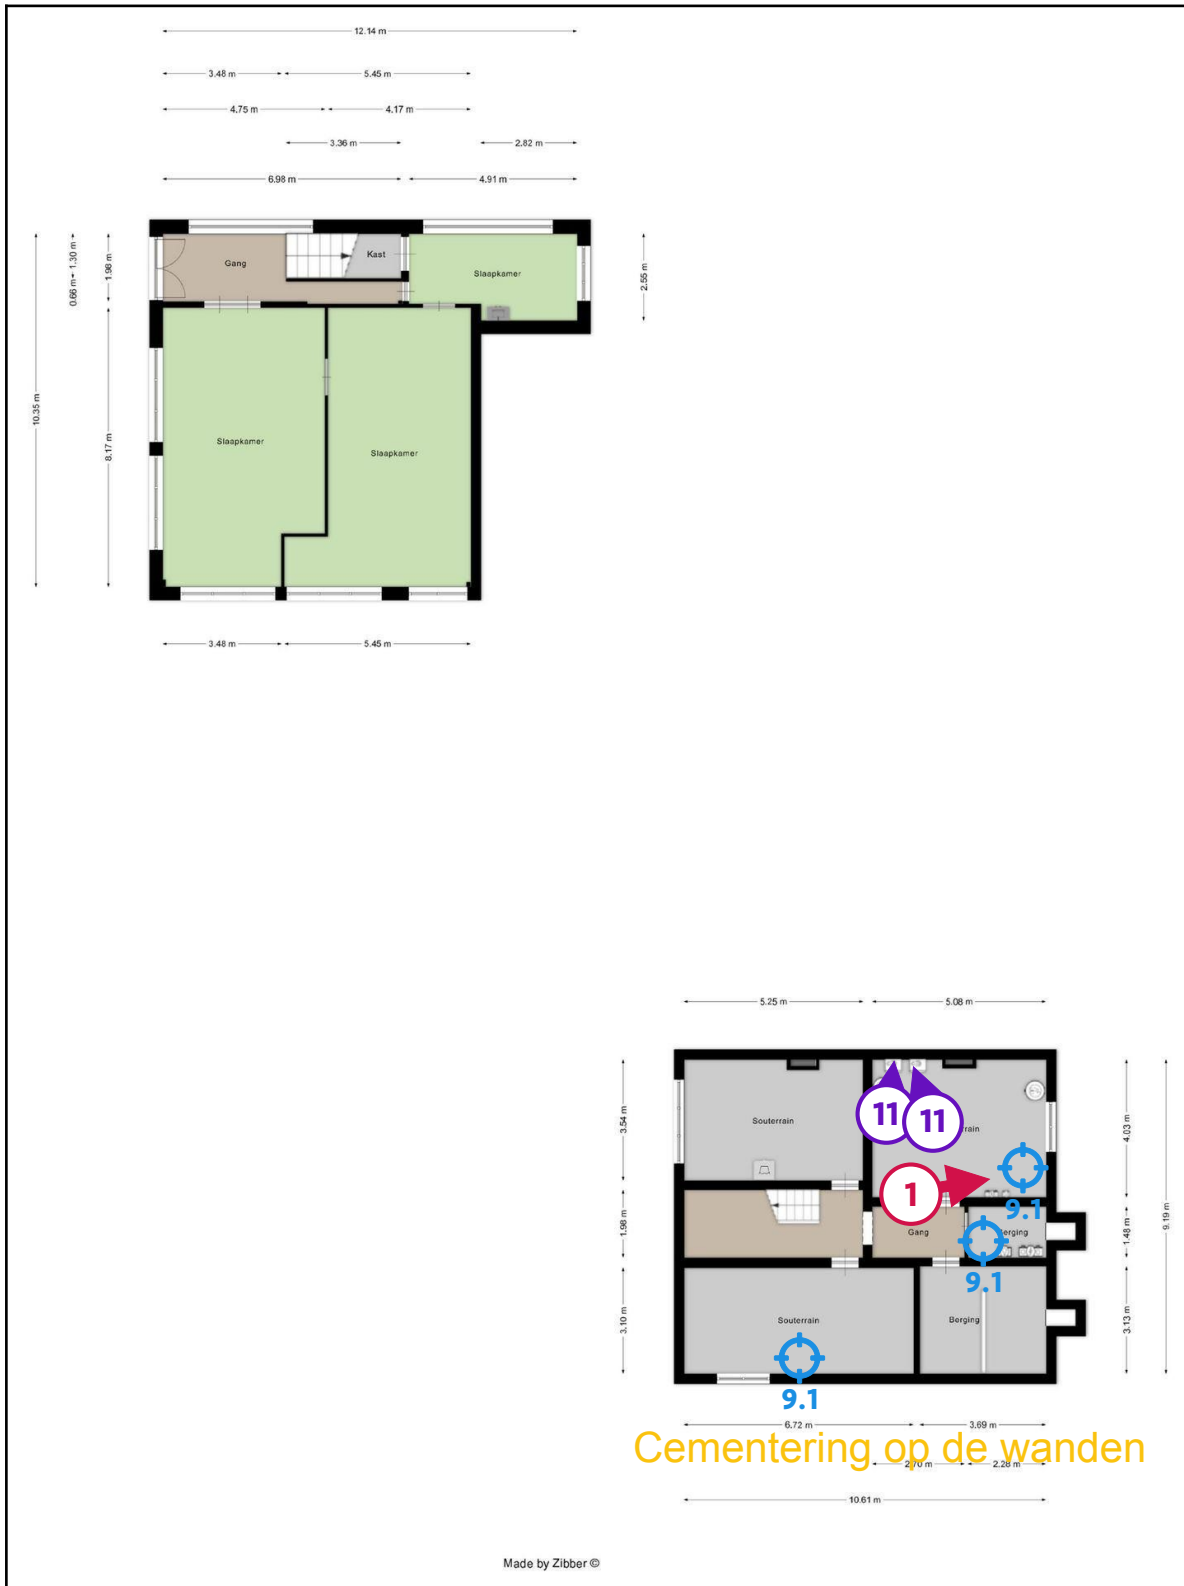 12.14 m
3.48 m
5.45 m
4.75 m
4.17 m
3.36 m
2.82 m
6.98 m
4.91 m
Gang
Kast
Slaapkamer
1.30 m
0.66 m
1.98 m
2.55 m
10.35 m
8.17 m
Slaapkamer
Slaapkamer
3.48 m
5.45 m
5.25 m
5.08 m
3.54 m
Souterrain
11
11
rrain
4.03 m
1
9.1
1.98 m
Gang
Berging
1.48 m
9.19 m
9.1
3.10 m
Souterrain
Berging
3.13 m
9.1
6.72 m
3.69 m
Cementering op de wanden
2.70 m
2.28 m
10.61 m
Made by Zibber ©